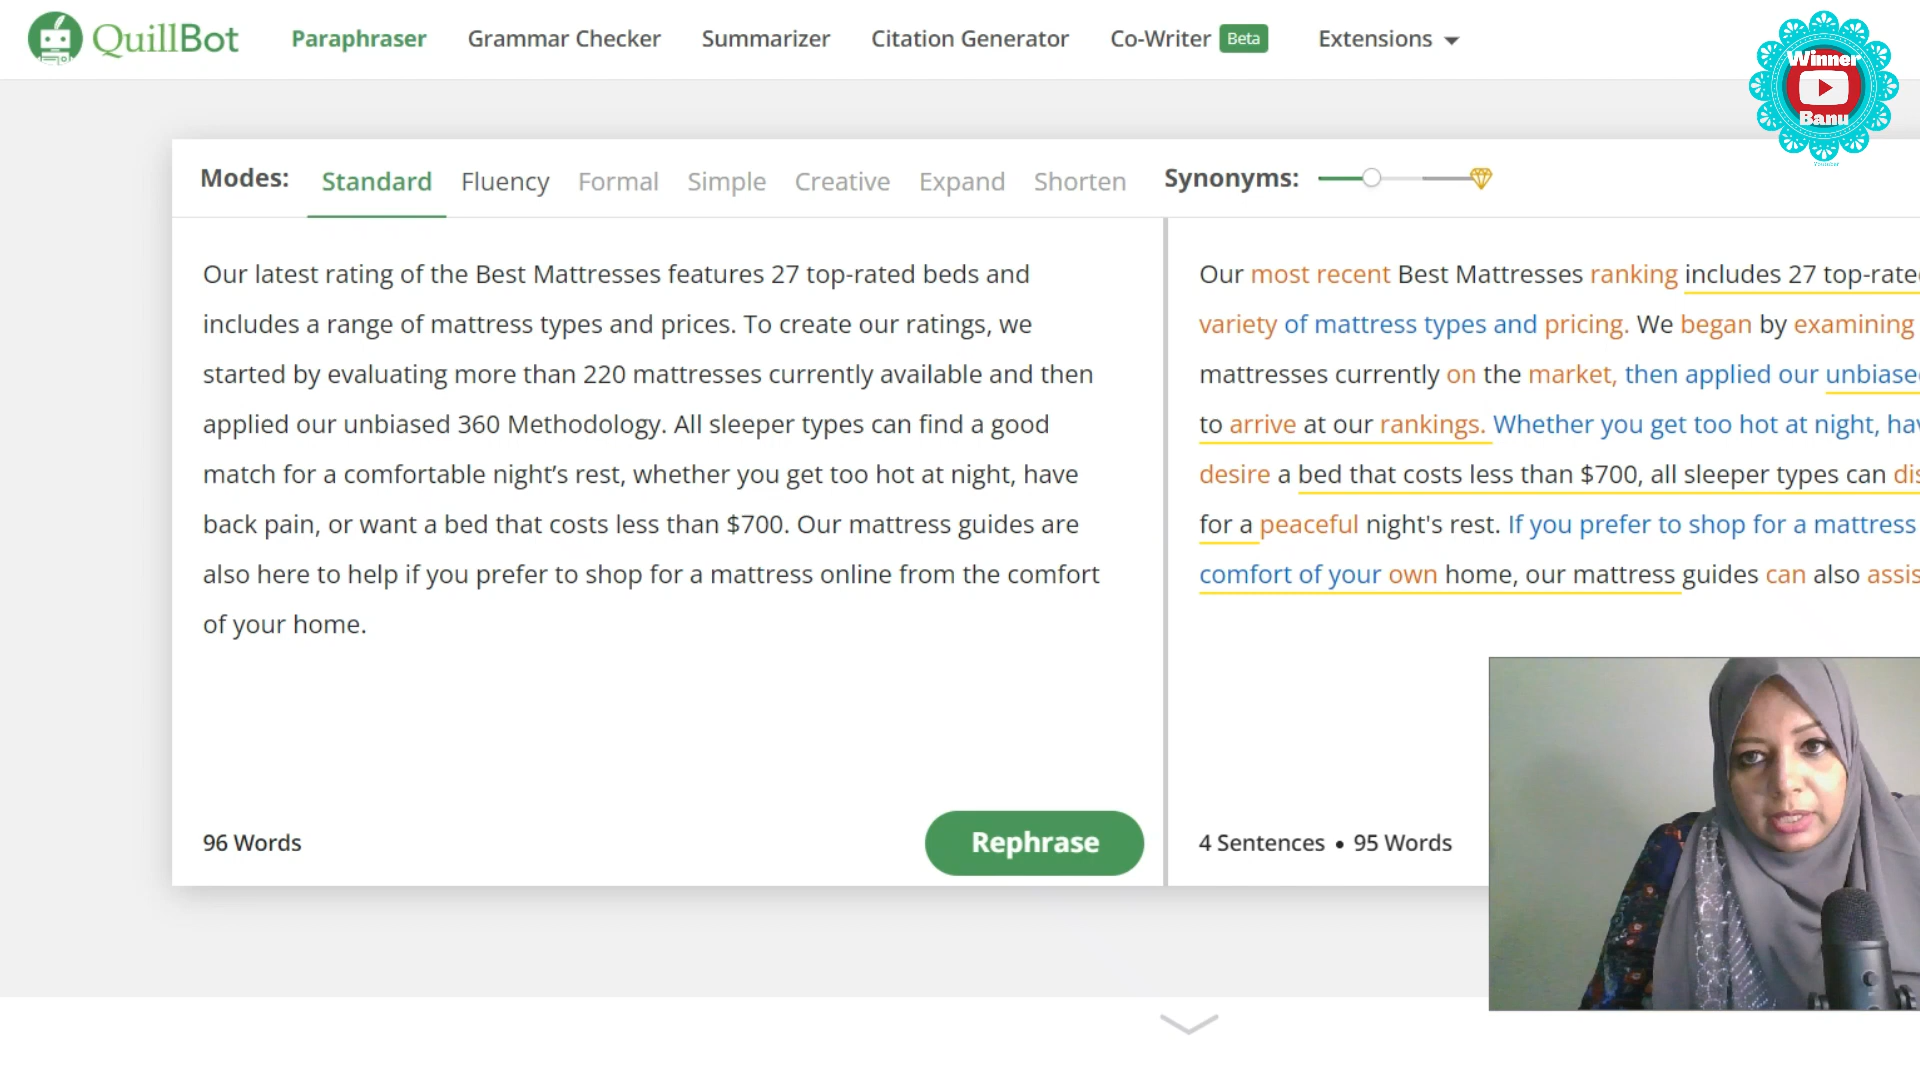 QuillBot Paraphraser Grammar Checker Summarizer Citation Generator Co-Writer Beta Extensions
Winner
Banu
Modes: Standard Fluency Formal Simple Creative Expand Shorten Synonyms:
Our latest rating of the Best Mattresses features 27 top-rated beds and
includes a range of mattress types and prices. To create our ratings, we
started by evaluating more than 220 mattresses currently available and then
applied our unbiased 360 Methodology. All sleeper types can find a good
match for a comfortable night’s rest, whether you get too hot at night, have
back pain, or want a bed that costs less than $700. Our mattress guides are
also here to help if you prefer to shop for a mattress online from the comfort
of your home.
96 Words
Rephrase
Our most recent Best Mattresses ranking includes 27 top-rated
variety of mattress types and pricing. We began by examining
mattresses currently on the market, then applied our unbiased
to arrive at our rankings. Whether you get too hot at night, hav
desire a bed that costs less than $700, all sleeper types can dis
for a peaceful night's rest. If you prefer to shop for a mattress
comfort of your own home, our mattress guides can also assis
4 Sentences • 95 Words